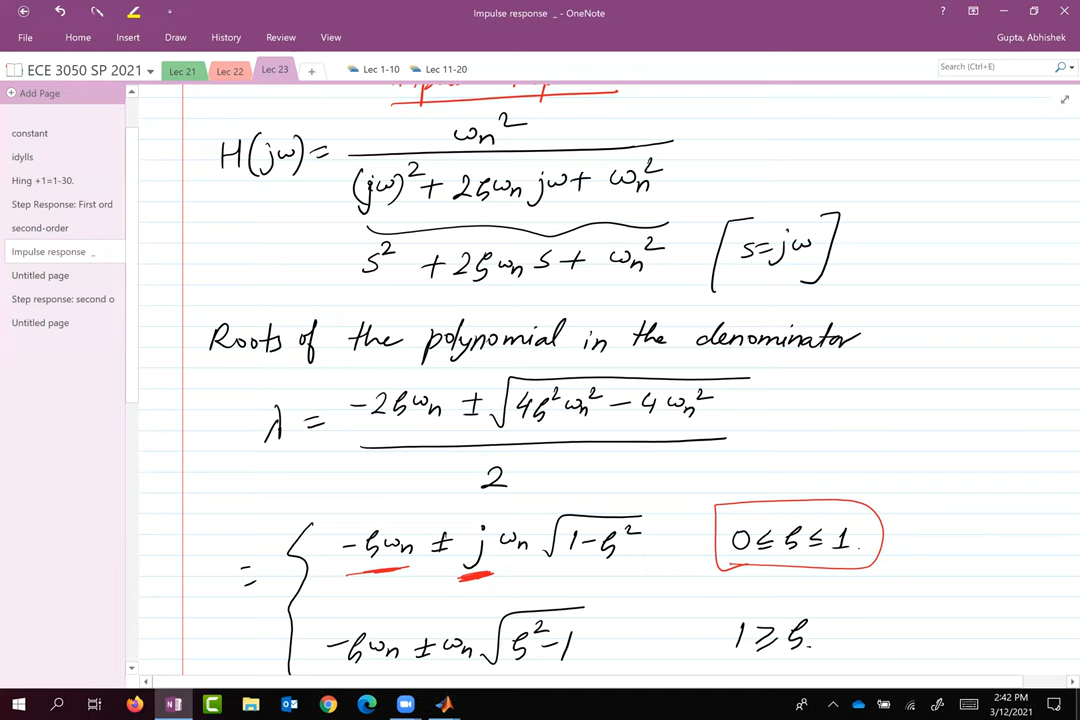 Impulse response _ - OneNote
File Home Insert Draw History Review View
Gupta, Abhishek
ECE 3050 SP 2021
Lec 21
Lec 22
Lec 23
Lec 1-10
Lec 11-20
Search (Ctrl+E)
Add Page
constant
idylls
Hing +1=1-30.
Step Response: First ord
second-order
Impulse response _
Untitled page
Step response: second o
Untitled page
H(jω) = ωn² / ((jω)² + 2ζωn jω + ωn²)
s² + 2ζωn s + ωn² [s=jω]
Roots of the polynomial in the denominator
λ = (-2ζωn ± √(4ζ²ωn² - 4ωn²)) / 2
= { -ζωn ± j ωn √(1-ζ²) 0 ≤ ζ ≤ 1.
-ζωn ± ωn √(ζ²-1) 1 ≥ ζ.
2:42 PM
3/12/2021